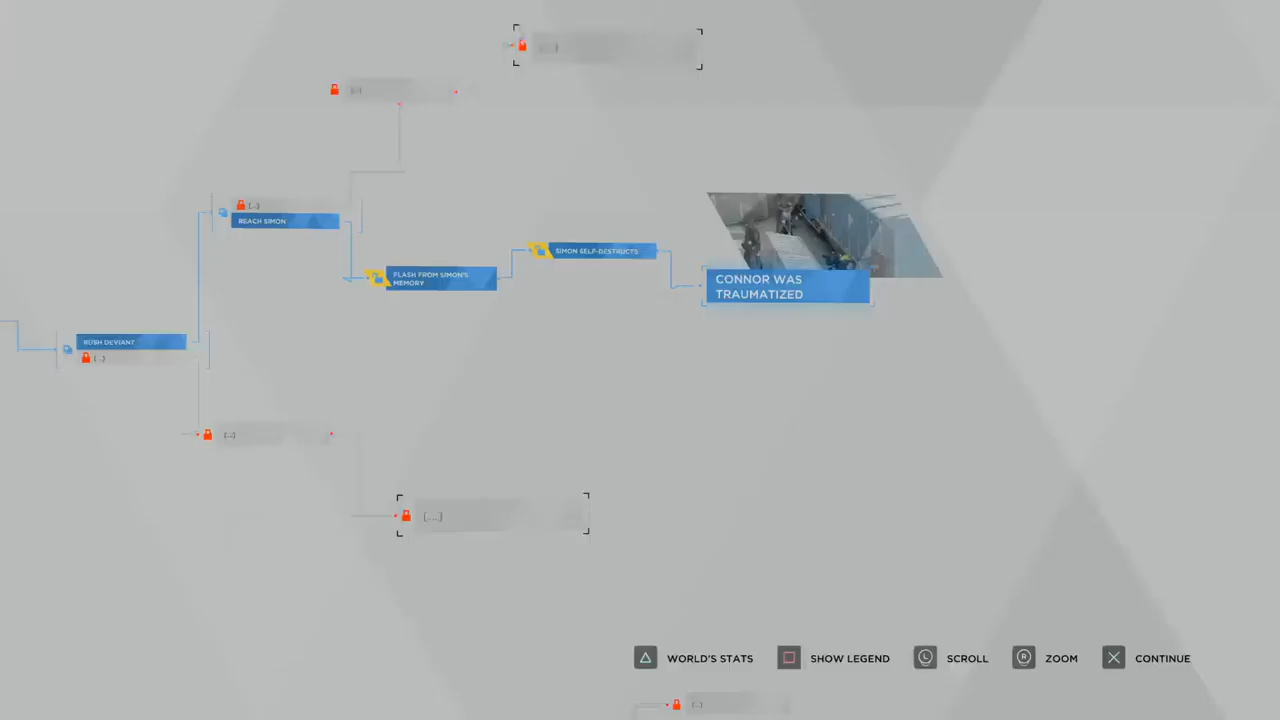 REACH SIMON
FLASH FROM SIMON'S
MEMORY
SIMON SELF-DESTRUCTS
CONNOR WAS
TRAUMATIZED
RUSH DEVIANT
WORLD'S STATS
SHOW LEGEND
L
SCROLL
R
ZOOM
CONTINUE